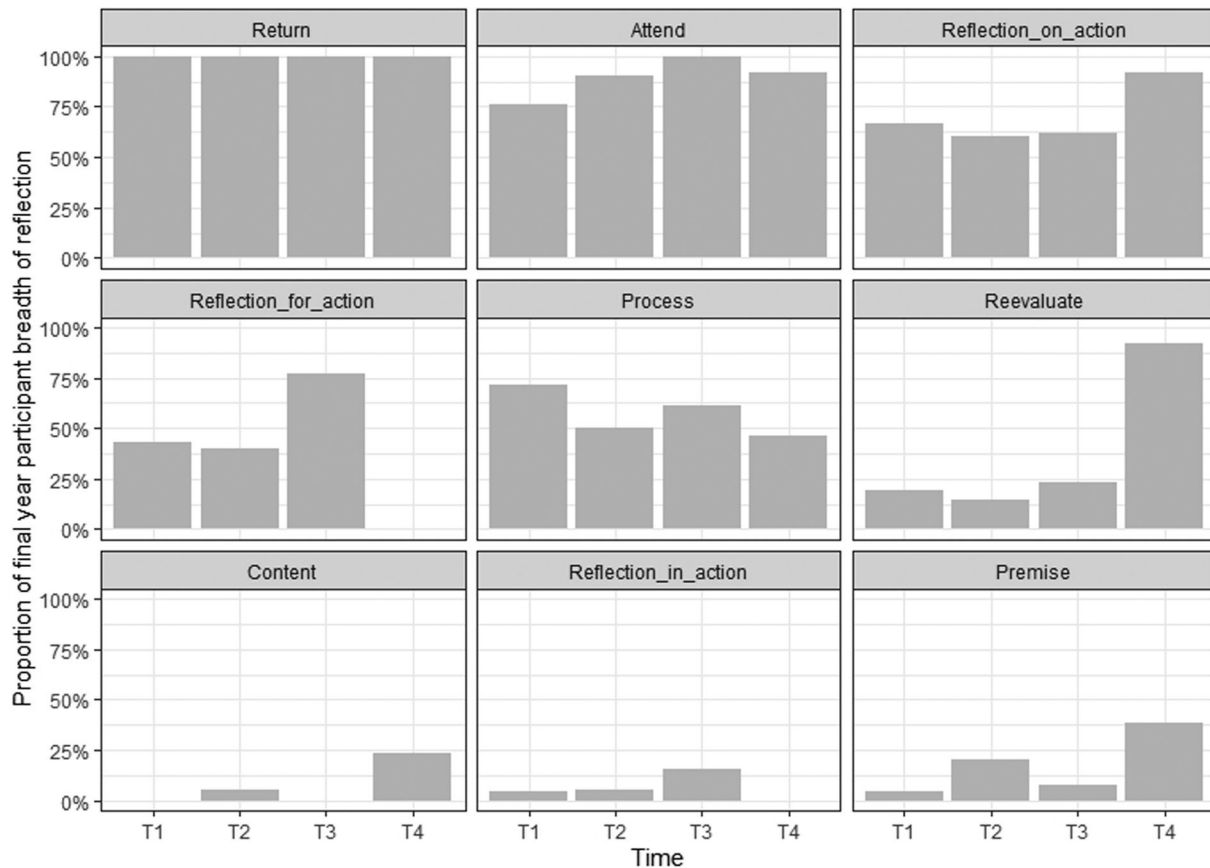 Proportion of final year participant breadth of reflection
Return
Attend
Reflection_on_action
100%
75%
50%
25%
0%
Reflection_for_action
Process
Reevaluate
100%
75%
50%
25%
0%
Content
Reflection_in_action
Premise
100%
75%
50%
25%
0%
T1 T2 T3 T4
T1 T2 T3 T4
T1 T2 T3 T4
Time